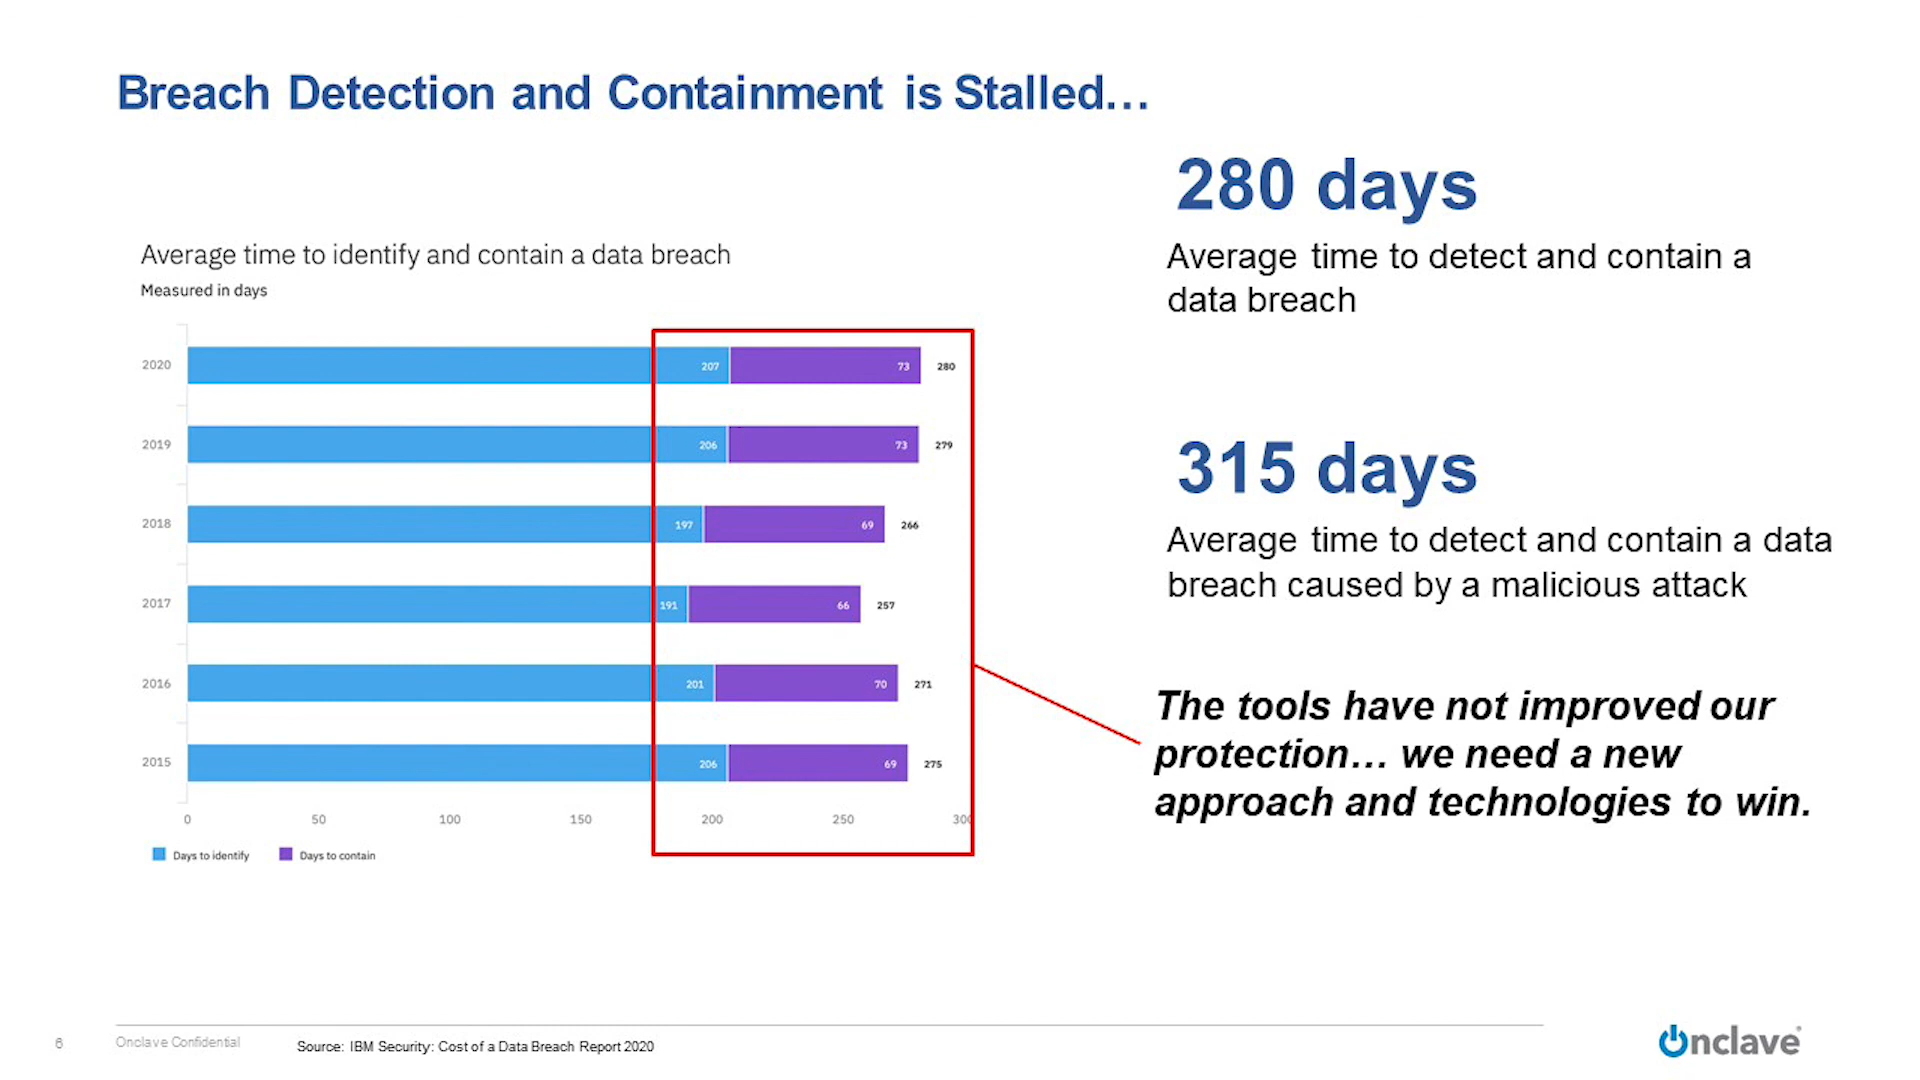 Breach Detection and Containment is Stalled...
Average time to identify and contain a data breach
Measured in days
2020 207 73 280
2019 206 73 279
2018 197 69 266
2017 191 66 257
2016 201 70 271
2015 206 69 275
0 50 100 150 200 250 300
Days to identify Days to contain
280 days
Average time to detect and contain a
data breach
315 days
Average time to detect and contain a data
breach caused by a malicious attack
The tools have not improved our
protection... we need a new
approach and technologies to win.
6 Onclave Confidential Source: IBM Security: Cost of a Data Breach Report 2020
Onclave